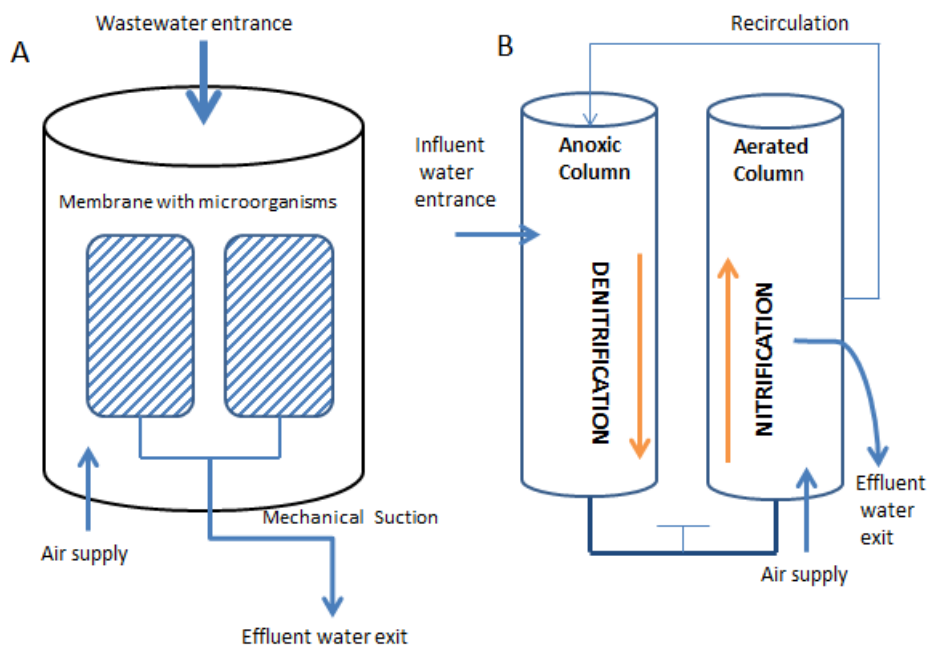 Wastewater entrance
A
Membrane with microorganisms
Air supply
Mechanical Suction
Effluent water exit
B
Recirculation
Influent
water
entrance
Anoxic
Column
Aerated
Column
DENITRIFICATION
NITRIFICATION
Effluent
water
exit
Air supply